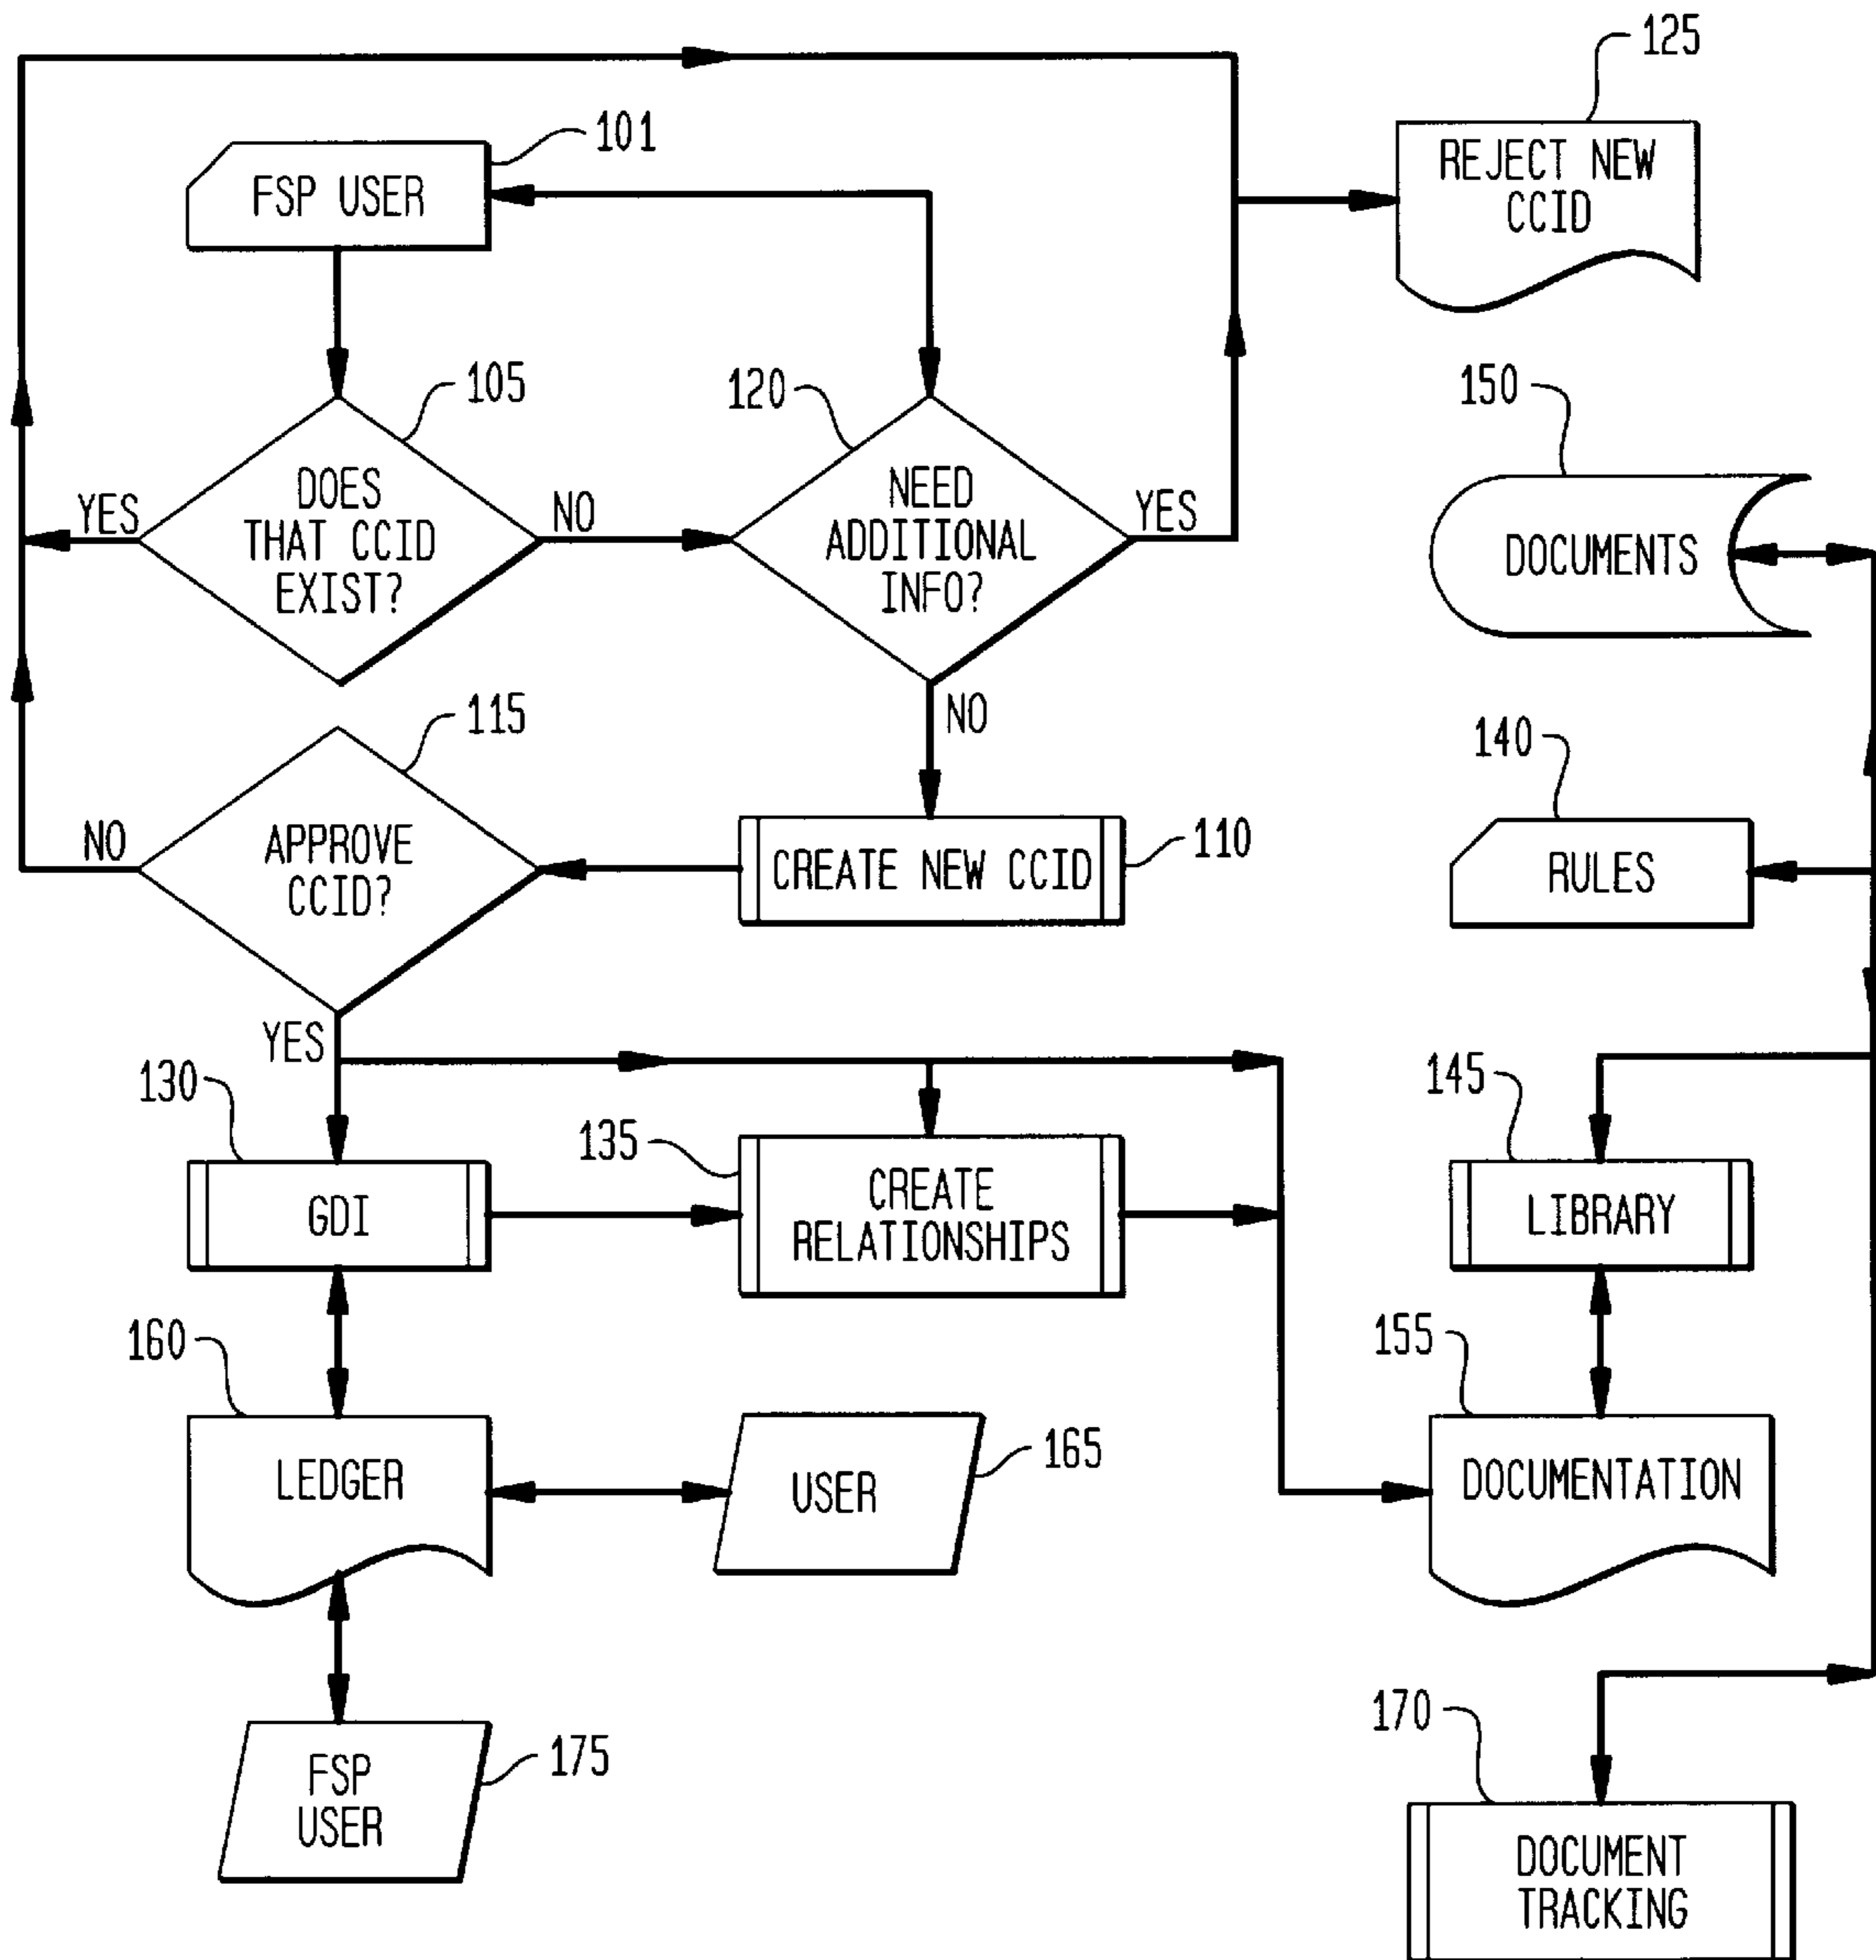 125
REJECT NEW
CCID
101
FSP USER
105
DOES
THAT CCID
EXIST?
YES
NO
120
NEED
ADDITIONAL
INFO?
YES
NO
150
DOCUMENTS
115
APPROVE
CCID?
NO
YES
CREATE NEW CCID
110
140
RULES
130
GDI
135
CREATE
RELATIONSHIPS
145
LIBRARY
160
LEDGER
USER
165
155
DOCUMENTATION
FSP
USER
175
170
DOCUMENT
TRACKING